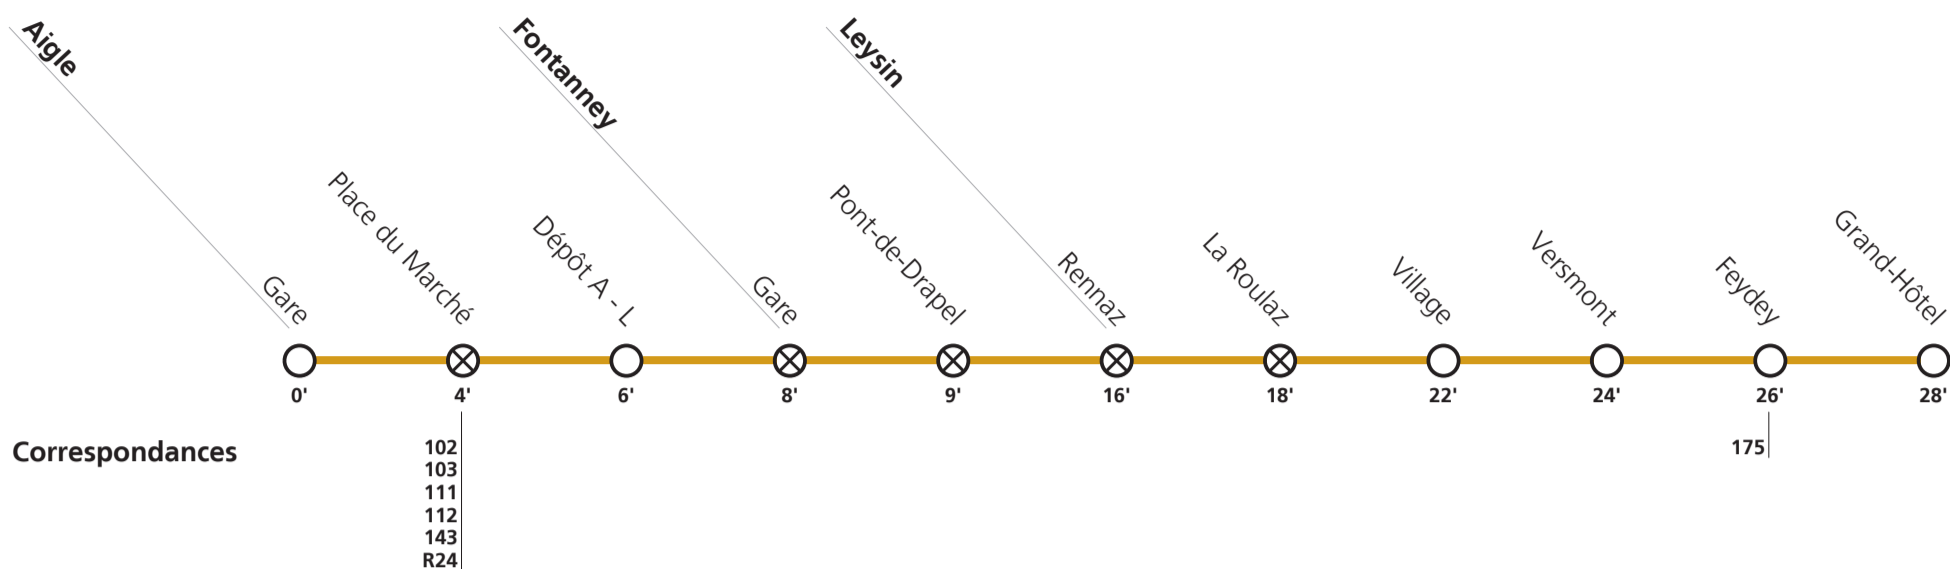 Aigle
Fontanney
Leysin
Gare
Place du Marché
Dépôt A - L
Gare
Pont-de-Drapel
Rennaz
La Roulaz
Village
Versmont
Feydey
Grand-Hôtel
0' 4' 6' 8' 9' 16' 18' 22' 24' 26' 28'
Correspondances
102
103
111
112
143
R24
175